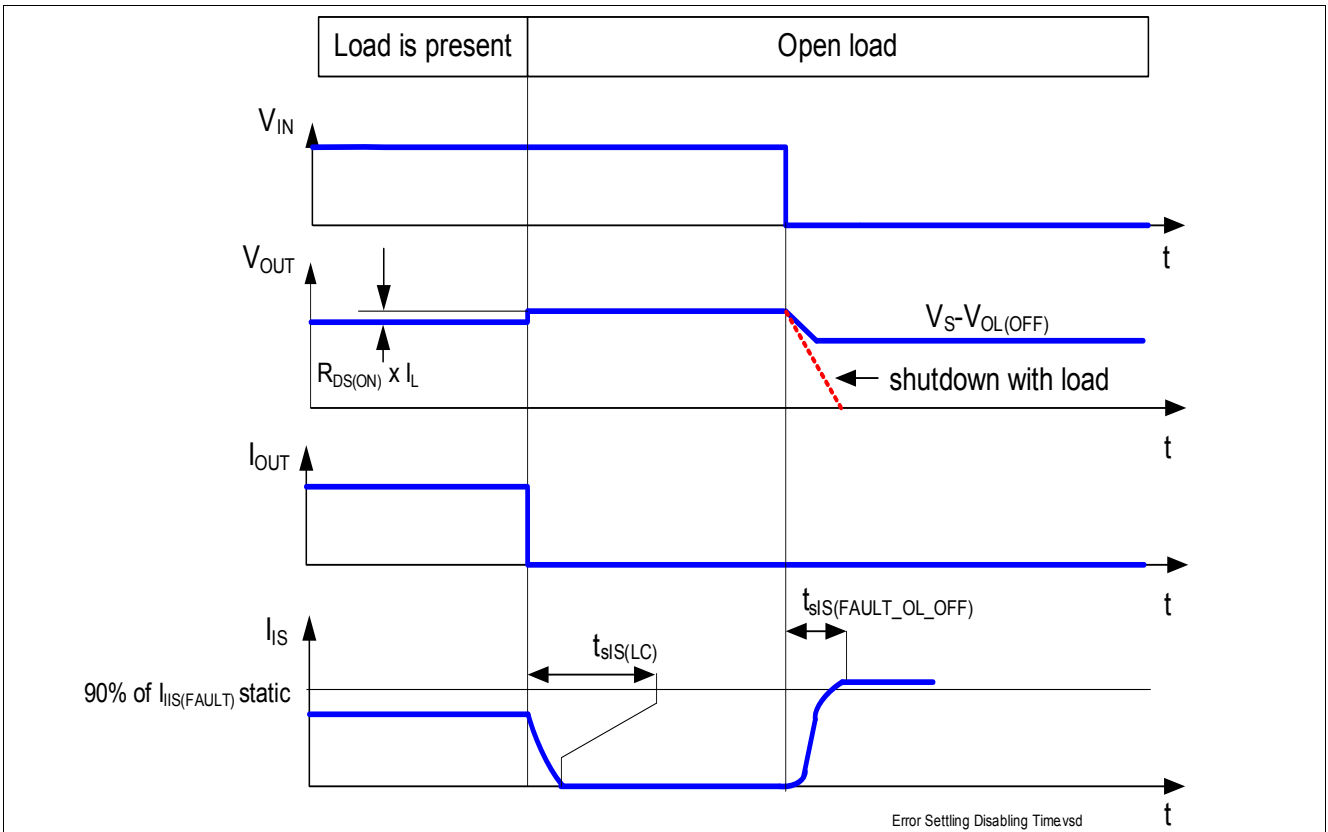 Load is present
Open load
VIN
t
VOUT
RDS(ON) x IL
VS-VOL(OFF)
shutdown with load
t
IOUT
t
IIS
tsIS(LC)
tsIS(FAULT_OL_OFF)
90% of IIIS(FAULT) static
t
Error Settling Disabling Time.vsd